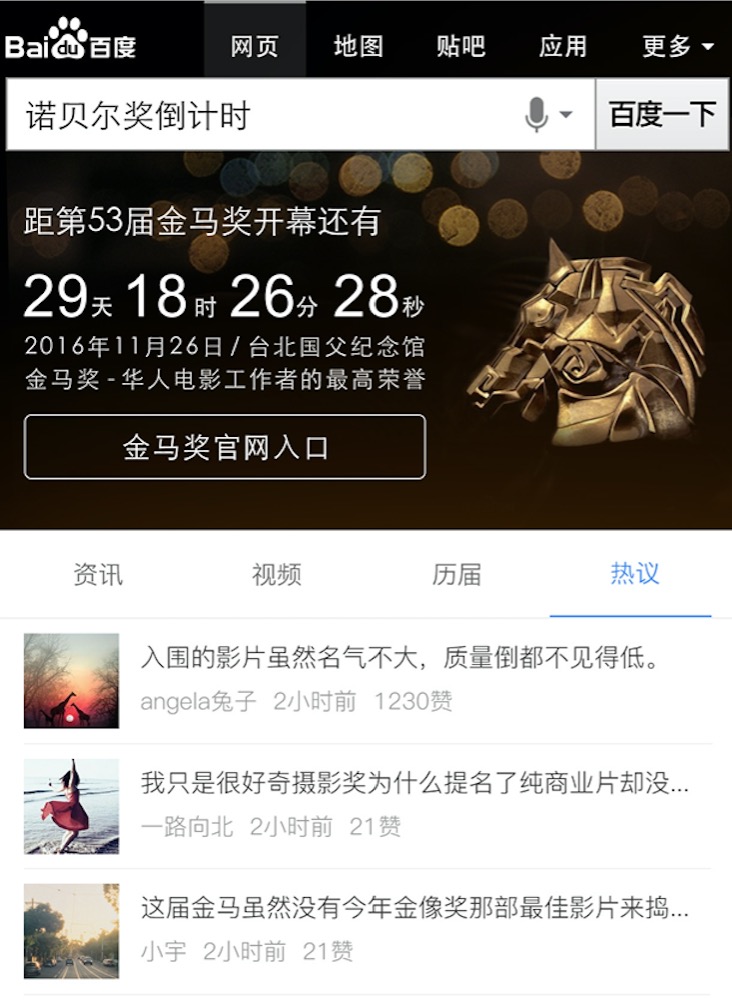 Baidu百度
网页 地图 贴吧 应用 更多
诺贝尔奖倒计时 百度一下
距第53届金马奖开幕还有
29天 18时 26分 28秒
2016年11月26日 / 台北国父纪念馆
金马奖 - 华人电影工作者的最高荣誉
金马奖官网入口
资讯 视频 历届 热议
入围的影片虽然名气不大，质量倒都不见得低。
angela兔子 2小时前 1230赞
我只是很好奇摄影奖为什么提名了纯商业片却没...
一路向北 2小时前 21赞
这届金马虽然没有今年金像奖那部最佳影片来捣...
小宇 2小时前 21赞